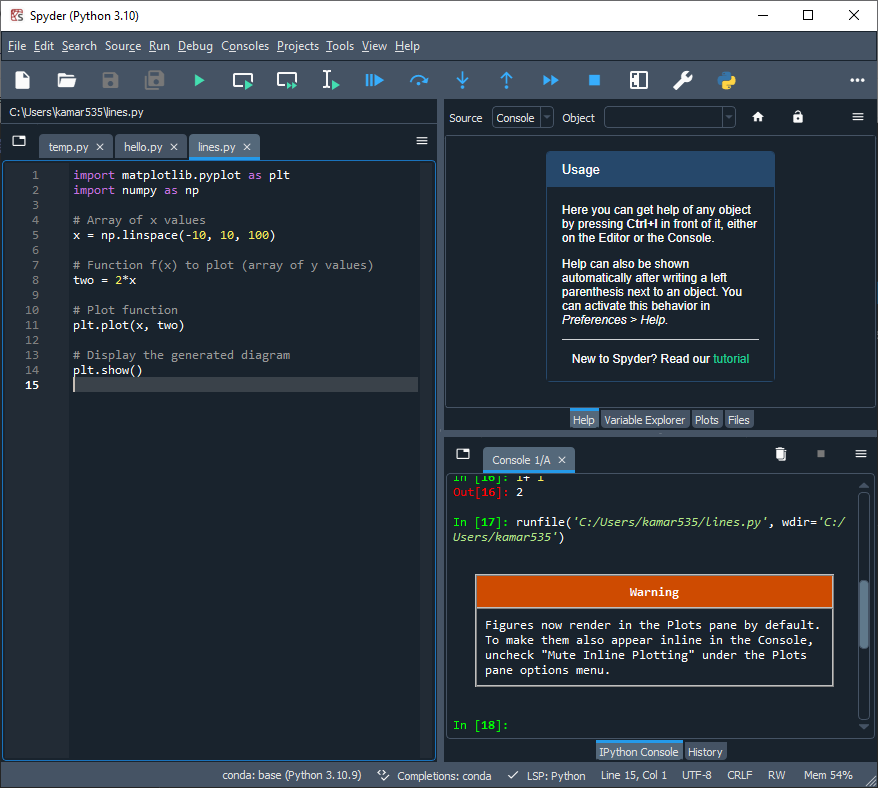 Spyder (Python 3.10)
File Edit Search Source Run Debug Consoles Projects Tools View Help
C:\Users\kamar535\lines.py
temp.py hello.py lines.py
1 import matplotlib.pyplot as plt
2 import numpy as np
3
4 # Array of x values
5 x = np.linspace(-10, 10, 100)
6
7 # Function f(x) to plot (array of y values)
8 two = 2*x
9
10 # Plot function
11 plt.plot(x, two)
12
13 # Display the generated diagram
14 plt.show()
15
Source Console Object
Usage
Here you can get help of any object
by pressing Ctrl+I in front of it, either
on the Editor or the Console.
Help can also be shown
automatically after writing a left
parenthesis next to an object. You
can activate this behavior in
Preferences > Help.
New to Spyder? Read our tutorial
Help Variable Explorer Plots Files
Console 1/A
In [16]: 1+ 1
Out[16]: 2
In [17]: runfile('C:/Users/kamar535/lines.py', wdir='C:/
Users/kamar535')
Warning
Figures now render in the Plots pane by default.
To make them also appear inline in the Console,
uncheck "Mute Inline Plotting" under the Plots
pane options menu.
In [18]:
IPython Console History
conda: base (Python 3.10.9) Completions: conda LSP: Python Line 15, Col 1 UTF-8 CRLF RW Mem 54%